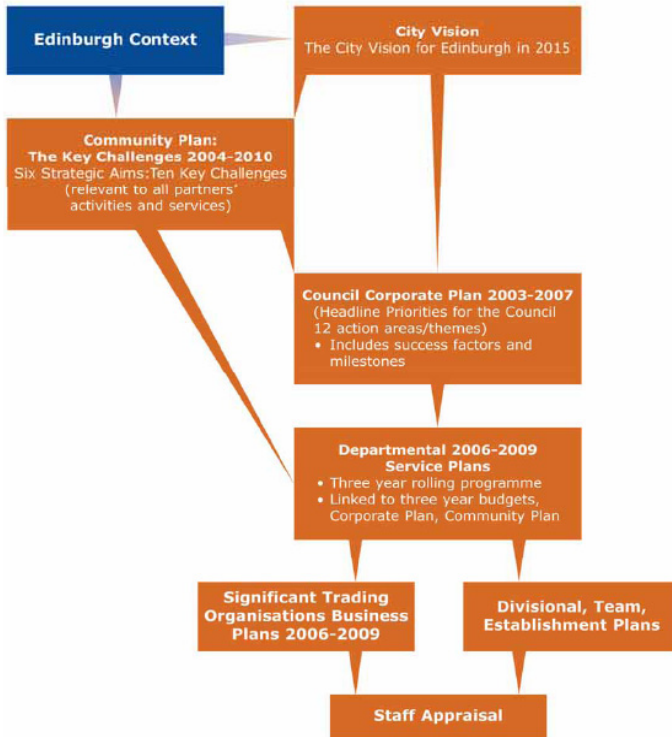 Edinburgh Context
City Vision
The City Vision for Edinburgh in 2015
Community Plan:
The Key Challenges 2004-2010
Six Strategic Aims:Ten Key Challenges
(relevant to all partners'
activities and services)
Council Corporate Plan 2003-2007
(Headline Priorities for the Council
12 action areas/themes)
• Includes success factors and
milestones
Departmental 2006-2009
Service Plans
• Three year rolling programme
• Linked to three year budgets,
Corporate Plan, Community Plan
Significant Trading
Organisations Business
Plans 2006-2009
Divisional, Team,
Establishment Plans
Staff Appraisal